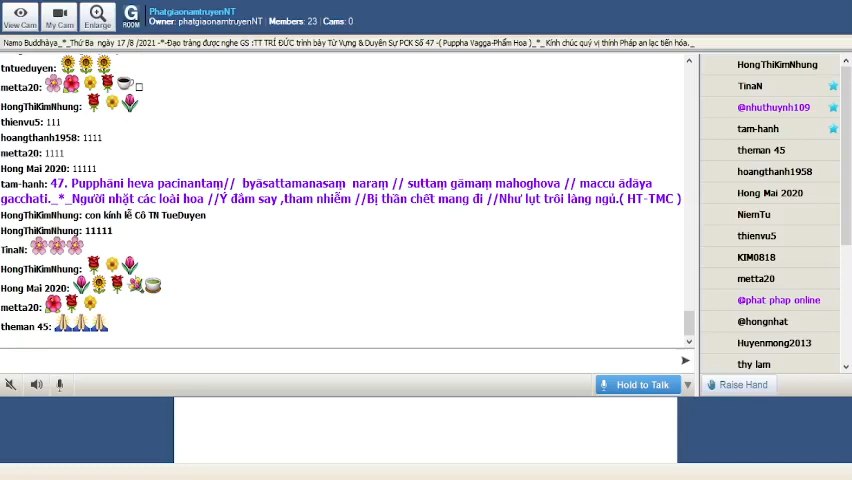 PhatgiaonamtruyenNT
Owner: phatgiaonamtruyenNT | Members: 23 | Cams: 0
View Cam
My Cam
Enlarge
G
ROOM
Namo Buddhàya_*_Thứ Ba ngày 17 /8 /2021 -*-Đạo tràng được nghe GS :TT TRÍ ĐỨC trình bày Từ Vựng & Duyên Sự PCK Số 47 -( Puppha Vagga-Phẩm Hoa )_*_ Kính chúc quý vị thính Pháp an lạc tiến hóa._
tntueduyen:
metta20:
HongThiKimNhung:
thienvu5: 111
hoangthanh1958: 1111
metta20: 1111
Hong Mai 2020: 11111
tam-hanh: 47. Pupphāni heva pacinantaṃ// byāsattamanasaṃ naraṃ // suttaṃ gāmaṃ mahoghova // maccu ādāya
gacchati._*_Người nhặt các loài hoa //Ý đắm say ,tham nhiễm //Bị thần chết mang đi //Như lụt trôi làng ngủ.( HT-TMC )
HongThiKimNhung: con kính lễ Cô TN TueDuyen
HongThiKimNhung: 11111
TinaN:
HongThiKimNhung:
Hong Mai 2020:
metta20:
theman 45:
Hold to Talk
HongThiKimNhung
TinaN
@nhuthuynh109
tam-hanh
theman 45
hoangthanh1958
Hong Mai 2020
NiemTu
thienvu5
KIM0818
metta20
@phat phap online
@hongnhat
Huyenmong2013
thy lam
Raise Hand